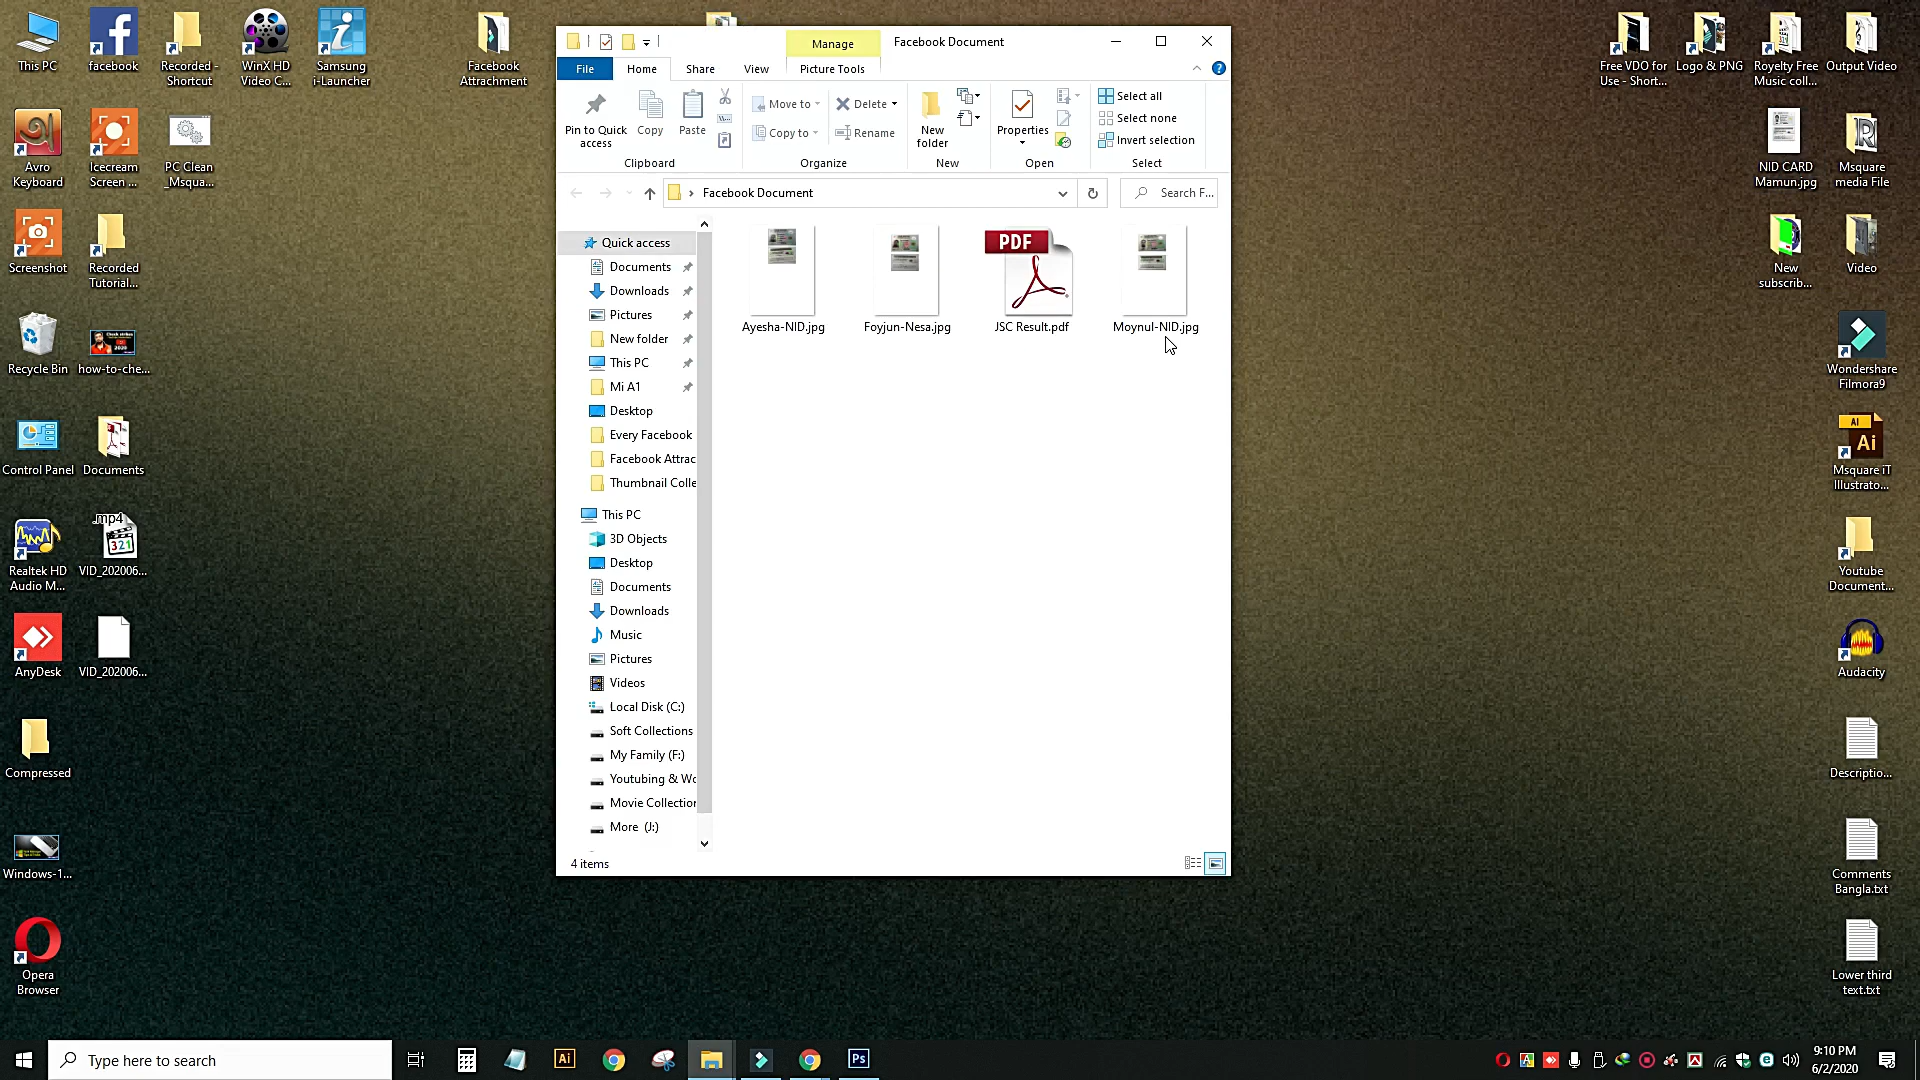 This PC
facebook
Recorded -
Shortcut
WinX HD
Video C...
Samsung
i-Launcher
Facebook
Attrachment
Free VDO for
Use - Short...
Logo & PNG
Royelty Free
Music coll...
Output Video
Avro
Keyboard
Icecream
Screen ...
PC Clean
_Msqua...
NID CARD
Mamun.jpg
Msquare
media File
Screenshot
Recorded
Tutorial...
New
subscrib...
Video
Recycle Bin
how-to-che...
Wondershare
Filmora9
Control Panel
Documents
Ai
Ai
Msquare iT
Illustrato...
.mp4
321
Realtek HD
Audio M...
VID_202006...
Youtube
Document...
AnyDesk
VID_202006...
Audacity
Compressed
Descriptio...
Windows-1...
Comments
Bangla.txt
Opera
Browser
Lower third
text.txt
Manage
Facebook Document
File
Home
Share
View
Picture Tools
Pin to Quick
access
Copy
Paste
Clipboard
Move to
Copy to
Delete
Rename
Organize
New
folder
New
Properties
Open
Select all
Select none
Invert selection
Select
Facebook Document
Search F...
Quick access
Documents
Downloads
Pictures
New folder
This PC
Mi A1
Desktop
Every Facebook
Facebook Attrac
Thumbnail Colle
This PC
3D Objects
Desktop
Documents
Downloads
Music
Pictures
Videos
Local Disk (C:)
Soft Collections
My Family (F:)
Youtubing & Wo
Movie Collection
More (J:)
PDF
Ayesha-NID.jpg
Foyjun-Nesa.jpg
JSC Result.pdf
Moynul-NID.jpg
4 items
Type here to search
Ai
Ps
9:10 PM
6/2/2020